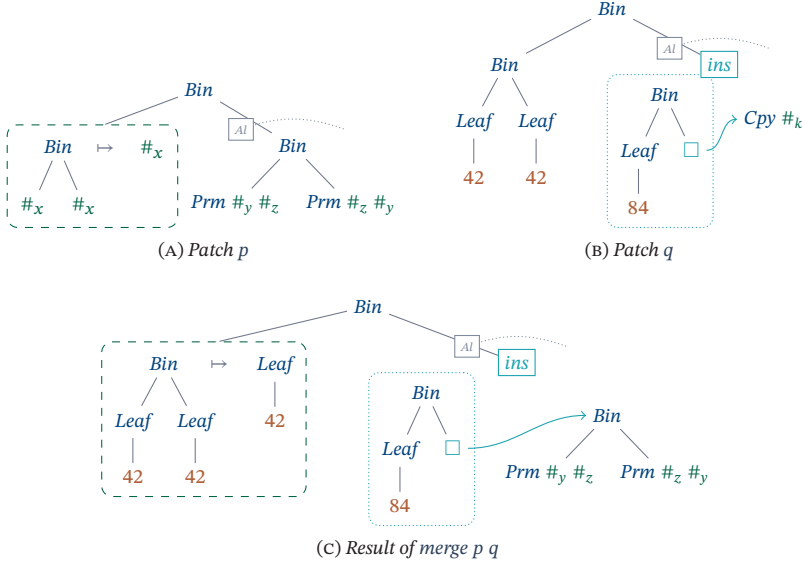 Bin
Al
Bin
Bin ↦ #x
#x #x
Prm #y #z Prm #z #y
(A) Patch p
Bin
Al
ins
Bin
Leaf Leaf
42 42
Bin
Leaf □
84
Cpy #k
(B) Patch q
Bin
Al
ins
Bin ↦ Leaf
Leaf Leaf 42
42 42
Bin
Leaf □
84
Bin
Prm #y #z Prm #z #y
(C) Result of merge p q